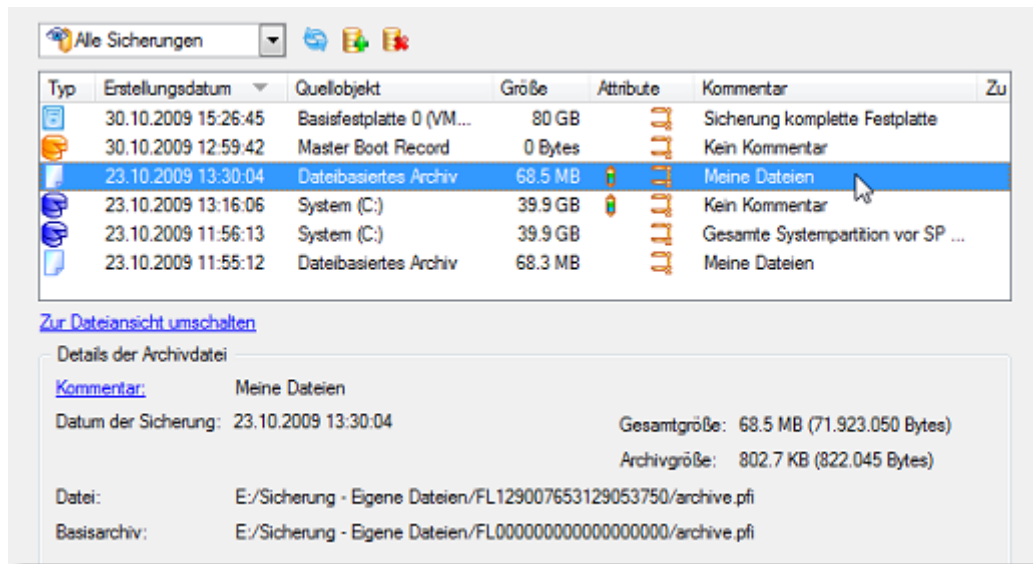 Alle Sicherungen
Typ Erstellungsdatum Quellobjekt Größe Attribute Kommentar Zu
30.10.2009 15:26:45 Basisfestplatte 0 (VM... 80 GB Sicherung komplette Festplatte
30.10.2009 12:59:42 Master Boot Record 0 Bytes Kein Kommentar
23.10.2009 13:30:04 Dateibasiertes Archiv 68.5 MB Meine Dateien
23.10.2009 13:16:06 System (C:) 39.9 GB Kein Kommentar
23.10.2009 11:56:13 System (C:) 39.9 GB Gesamte Systempartition vor SP ...
23.10.2009 11:55:12 Dateibasiertes Archiv 68.3 MB Meine Dateien
Zur Dateiansicht umschalten
Details der Archivdatei
Kommentar: Meine Dateien
Datum der Sicherung: 23.10.2009 13:30:04 Gesamtgröße: 68.5 MB (71.923.050 Bytes)
Archivgröße: 802.7 KB (822.045 Bytes)
Datei: E:/Sicherung - Eigene Dateien/FL129007653129053750/archive.pfi
Basisarchiv: E:/Sicherung - Eigene Dateien/FL000000000000000000/archive.pfi